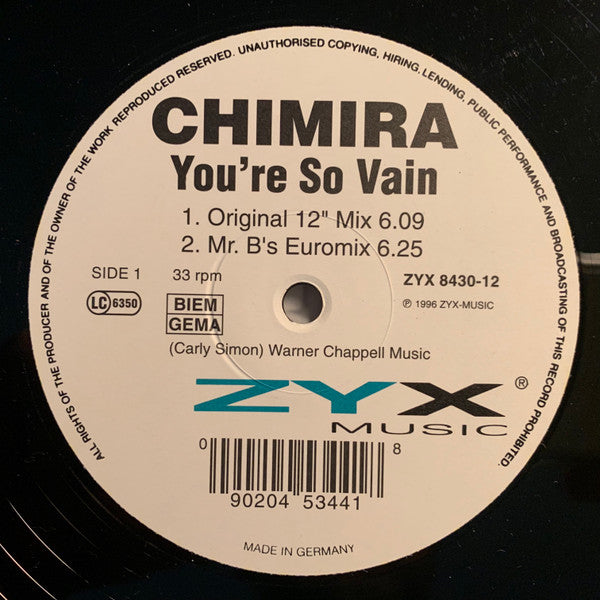 ALL RIGHTS OF THE PRODUCER AND OF THE OWNER OF THE WORK REPRODUCED RESERVED. UNAUTHORISED COPYING, HIRING, LENDING, PUBLIC PERFORMANCE AND BROADCASTING OF THIS RECORD PROHIBITED.
CHIMIRA
You're So Vain
1. Original 12" Mix 6.09
2. Mr. B's Euromix 6.25
SIDE 1 33 rpm ZYX 8430-12
LC 6350 BIEM ℗ 1996 ZYX-MUSIC
GEMA
(Carly Simon) Warner Chappell Music
ZYX ®
MUSIC
0 8
90204 53441
MADE IN GERMANY